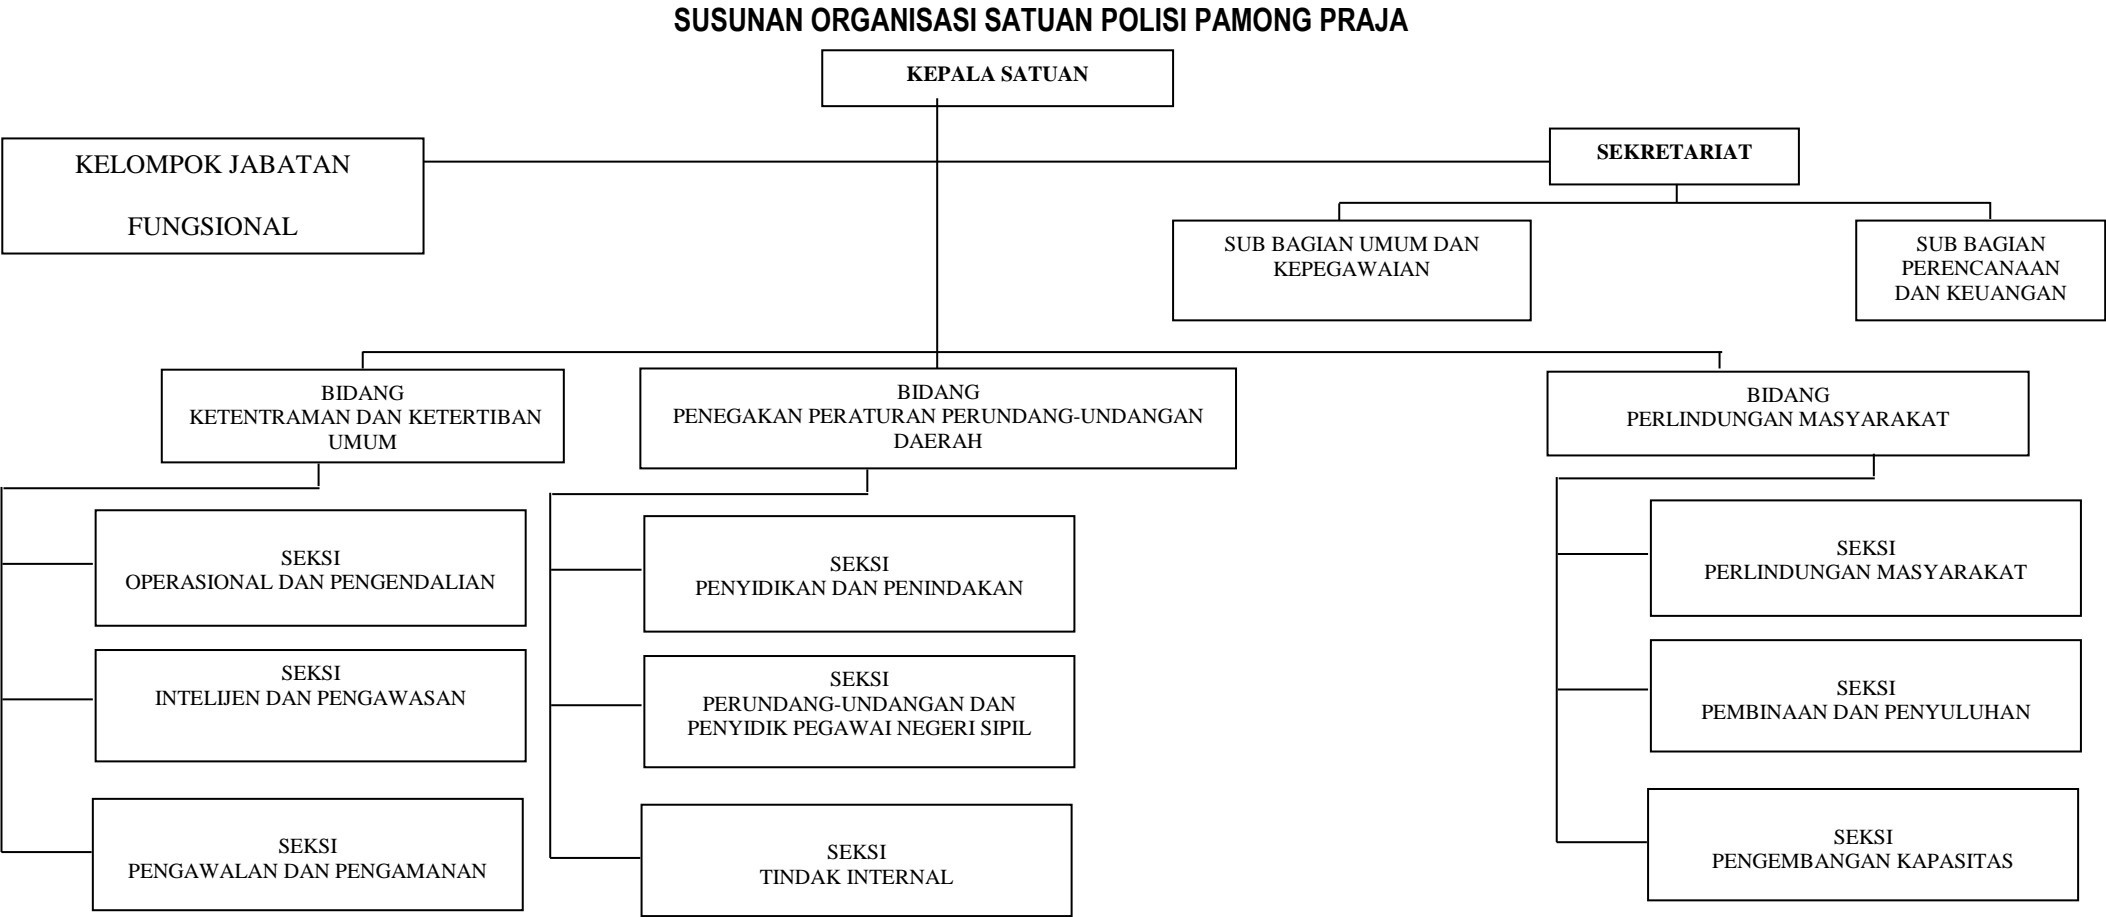 SUSUNAN ORGANISASI SATUAN POLISI PAMONG PRAJA
KEPALA SATUAN
KELOMPOK JABATAN
FUNGSIONAL
SEKRETARIAT
SUB BAGIAN UMUM DAN
KEPEGAWAIAN
SUB BAGIAN
PERENCANAAN
DAN KEUANGAN
BIDANG
KETENTRAMAN DAN KETERTIBAN
UMUM
BIDANG
PENEGAKAN PERATURAN PERUNDANG-UNDANGAN
DAERAH
BIDANG
PERLINDUNGAN MASYARAKAT
SEKSI
OPERASIONAL DAN PENGENDALIAN
SEKSI
INTELIJEN DAN PENGAWASAN
SEKSI
PENGAWALAN DAN PENGAMANAN
SEKSI
PENYIDIKAN DAN PENINDAKAN
SEKSI
PERUNDANG-UNDANGAN DAN
PENYIDIK PEGAWAI NEGERI SIPIL
SEKSI
TINDAK INTERNAL
SEKSI
PERLINDUNGAN MASYARAKAT
SEKSI
PEMBINAAN DAN PENYULUHAN
SEKSI
PENGEMBANGAN KAPASITAS